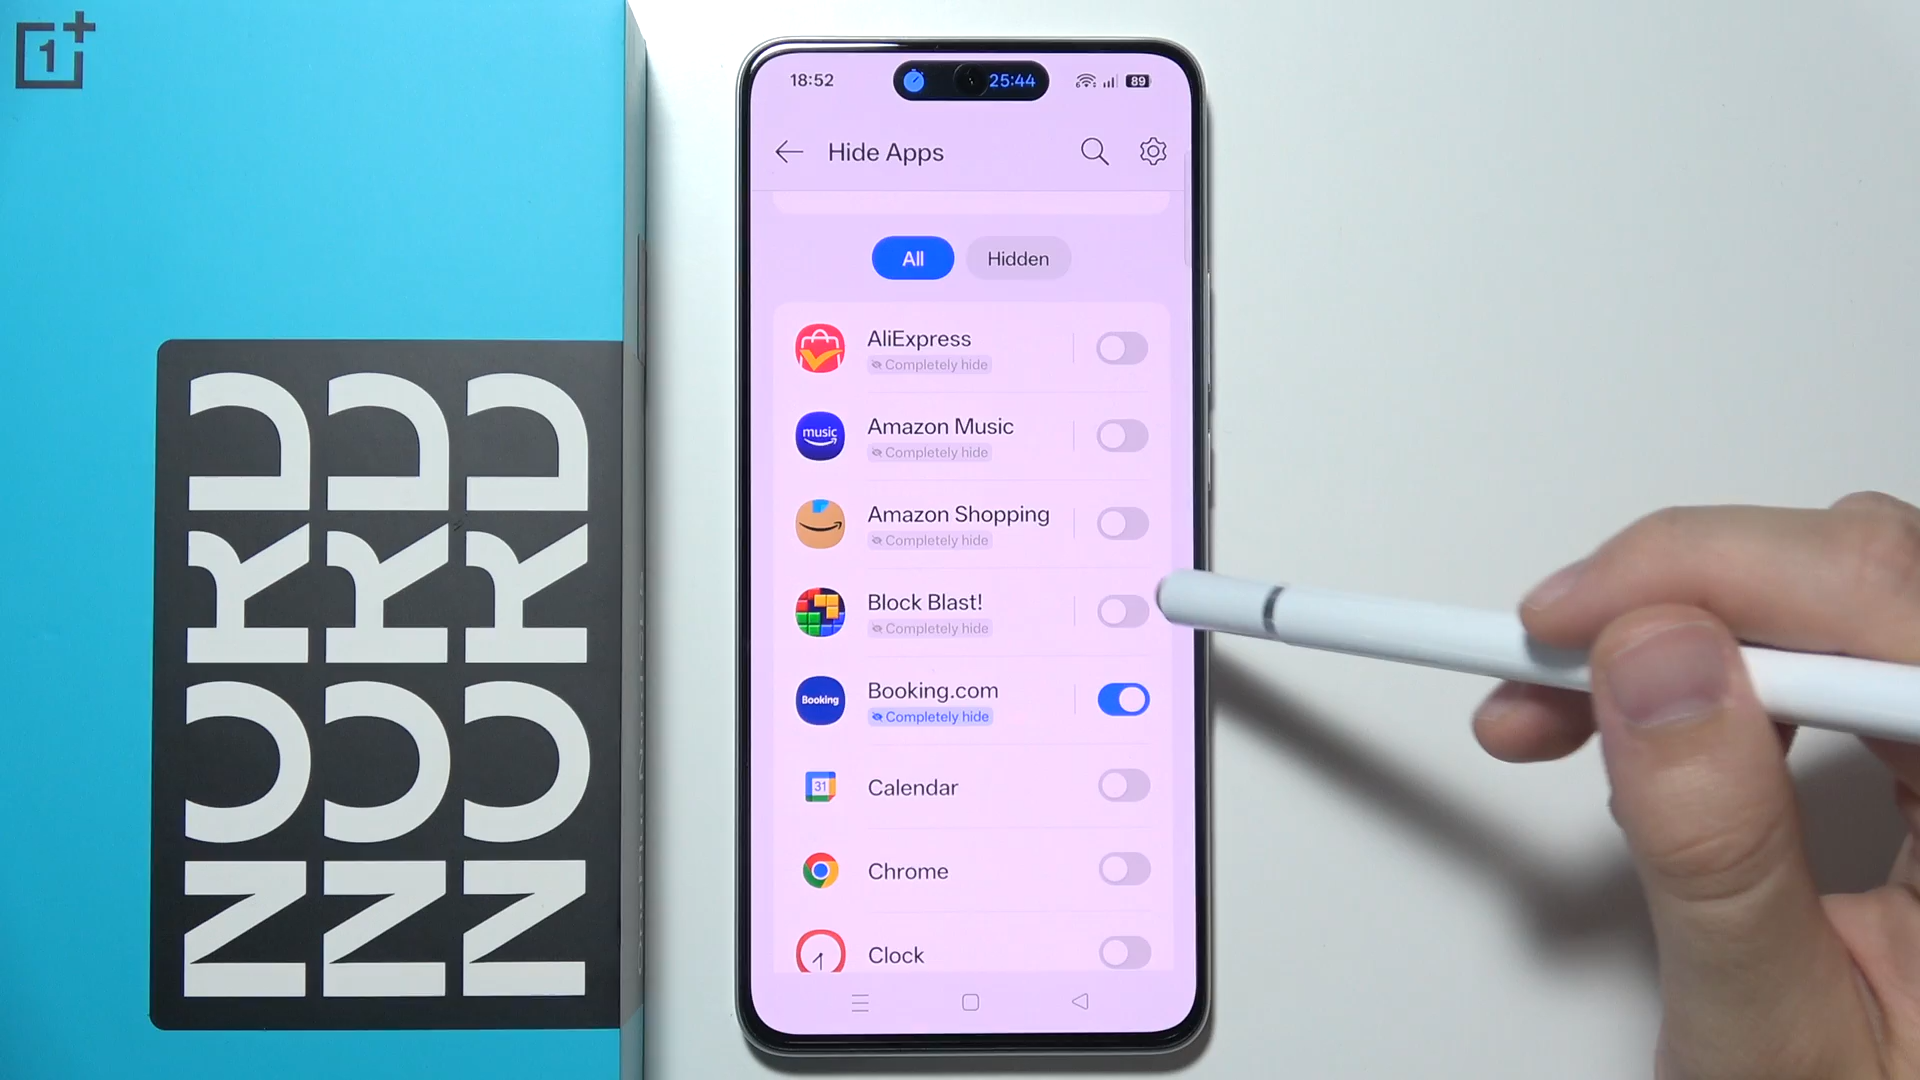 1
NORD
NORD
NORD
18:52
25:44
89
Hide Apps
All
Hidden
AliExpress
Completely hide
music
Amazon Music
Completely hide
Amazon Shopping
Completely hide
Block Blast!
Completely hide
Booking
Booking.com
Completely hide
31
Calendar
Chrome
Clock